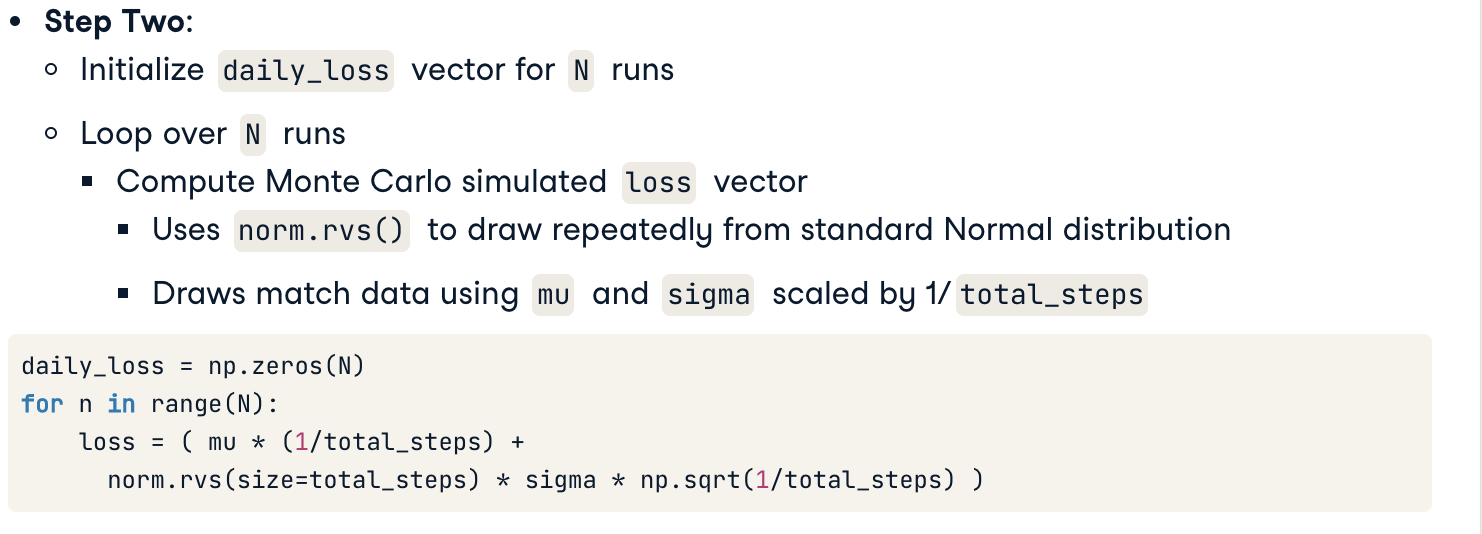 • Step Two:
○ Initialize daily_loss vector for N runs
○ Loop over N runs
▪ Compute Monte Carlo simulated loss vector
▪ Uses norm.rvs() to draw repeatedly from standard Normal distribution
▪ Draws match data using mu and sigma scaled by 1/ total_steps
daily_loss = np.zeros(N)
for n in range(N):
    loss = ( mu * (1/total_steps) +
      norm.rvs(size=total_steps) * sigma * np.sqrt(1/total_steps) )